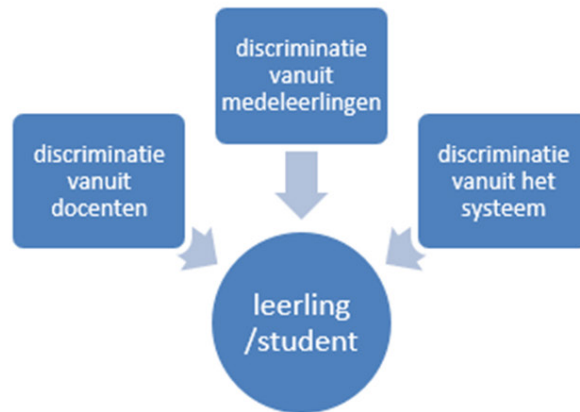 discriminatie
vanuit
medeleerlingen
discriminatie
vanuit
docenten
discriminatie
vanuit het
systeem
leerling
/student